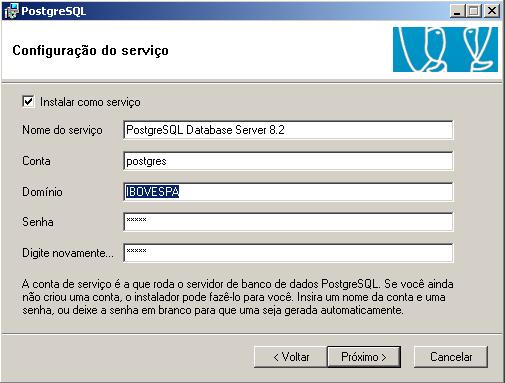 PostgreSQL
Configuração do serviço
Instalar como serviço
Nome do serviço PostgreSQL Database Server 8.2
Conta postgres
Domínio IBOVESPA
Senha *****
Digite novamente... *****
A conta de serviço é a que roda o servidor de banco de dados PostgreSQL. Se você ainda
não criou uma conta, o instalador pode fazê-lo para você. Insira um nome da conta e uma
senha, ou deixe a senha em branco para que uma seja gerada automaticamente.
< Voltar Próximo > Cancelar